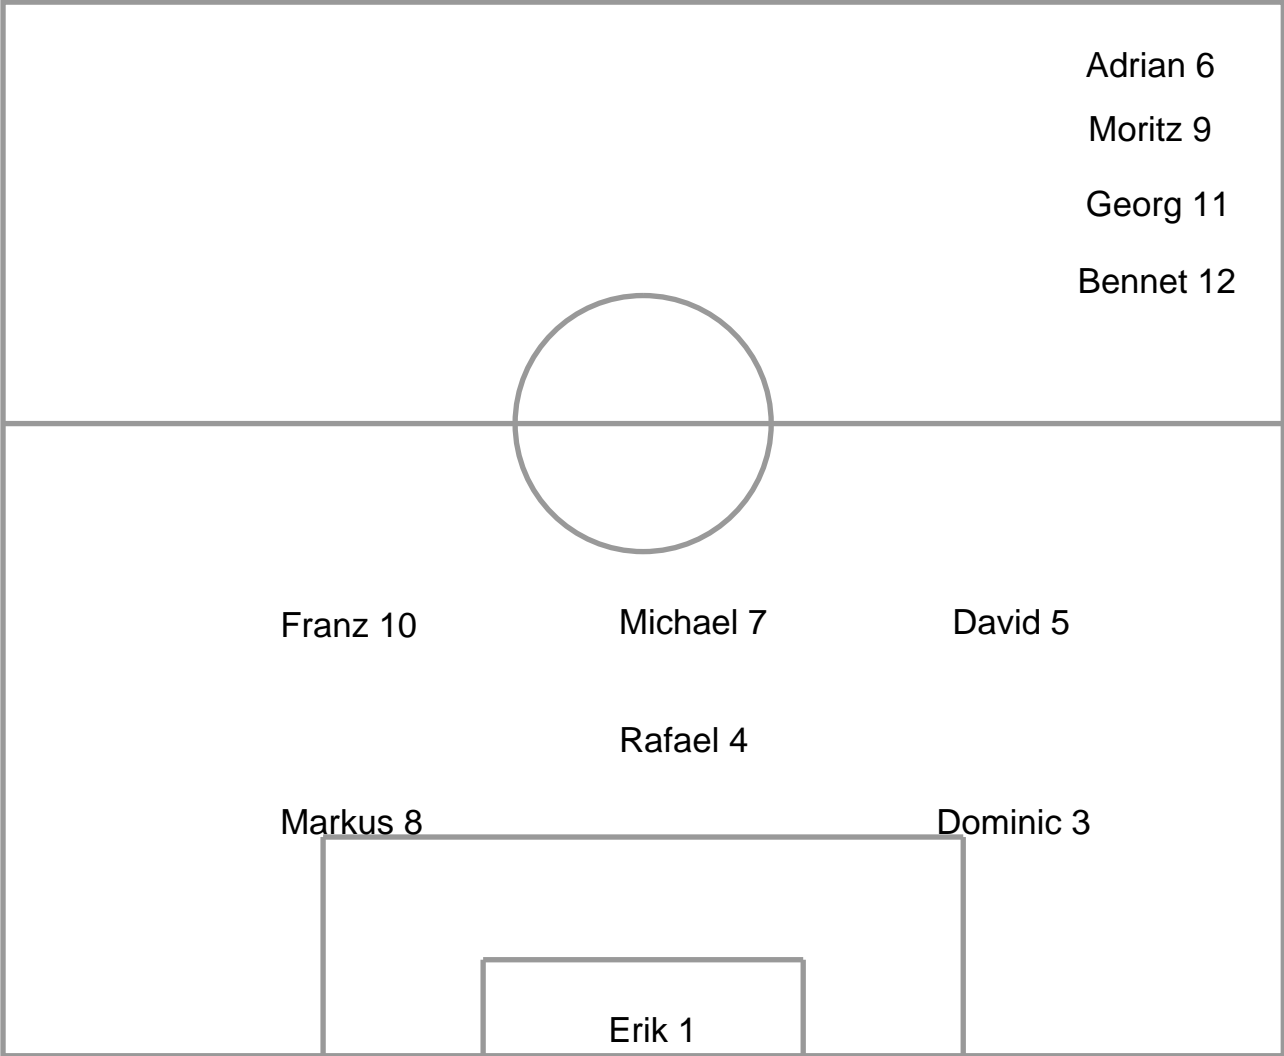 Adrian 6
Moritz 9
Georg 11
Bennet 12
Franz 10
Michael 7
David 5
Rafael 4
Markus 8
Dominic 3
Erik 1